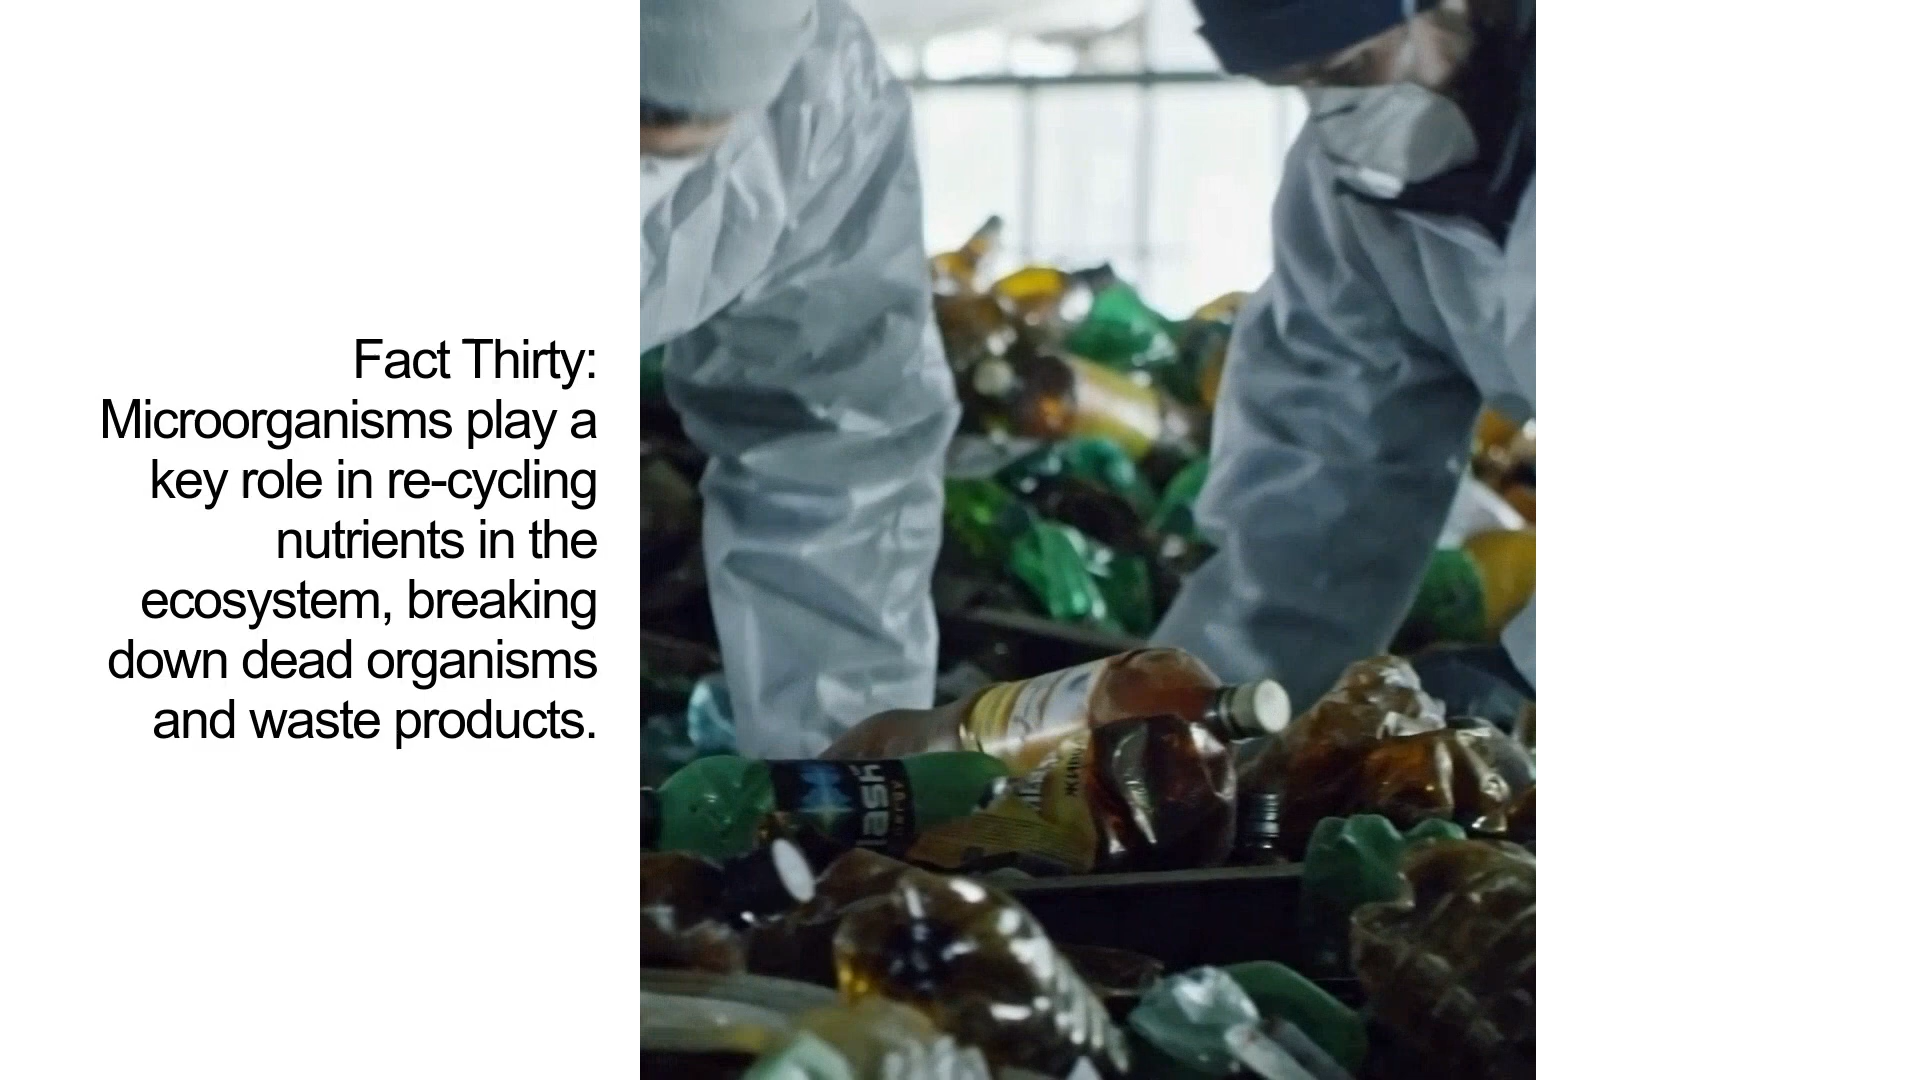 Fact Thirty:
Microorganisms play a
key role in re-cycling
nutrients in the
ecosystem, breaking
down dead organisms
and waste products.
lash